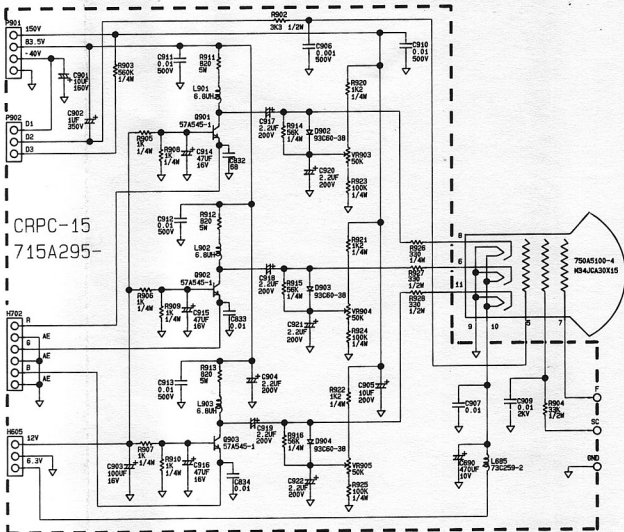 P901
150V
83.5V
-40V
P902
D1
D2
D3
C901
10UF
160V
C902
1UF
350V
R903
560K
1/4W
R902
3K3 1/2W
C911
0.01
500V
R911
820
5W
L901
6.8UH
C906
0.001
500V
C910
0.01
500V
R920
1K2
1/4W
Q901
57A545-1
C917
2.2UF
200V
R914
56K
1/4W
D902
93C60-38
R905
1K
1/4W
R908
1K
1/4W
C914
47UF
16V
C832
68
C920
2.2UF
200V
VR903
50K
R923
100K
1/4W
CRPC-15
715A295-
C912
0.01
500V
R912
820
5W
L902
6.8UH
R921
1K2
1/4W
Q902
57A545-1
C918
2.2UF
200V
R915
56K
1/4W
D903
93C60-38
R906
1K
1/4W
R909
1K
1/4W
C915
47UF
16V
C833
0.01
C921
2.2UF
200V
VR904
50K
R924
100K
1/4W
8
6
11
R926
330
1/4W
R927
330
1/2W
R928
330
1/2W
750A5100-4
M34JCA30X15
9
10
5
7
H702
R
AE
G
AE
B
AE
C913
0.01
500V
R913
820
5W
L903
6.8UH
C904
2.2UF
200V
R922
1K2
1/4W
C905
10UF
200V
H605
12V
6.3V
Q903
57A545-1
C919
2.2UF
200V
R916
56K
1/4W
D904
93C60-38
R907
1K
1/4W
C903
100UF
16V
R910
1K
1/4W
C916
47UF
16V
C834
0.01
C922
2.2UF
200V
VR905
50K
R925
100K
1/4W
C907
0.01
C909
0.01
2KV
R904
33K
1/2W
F
SC
GND
C890
470UF
10V
L685
73C259-2